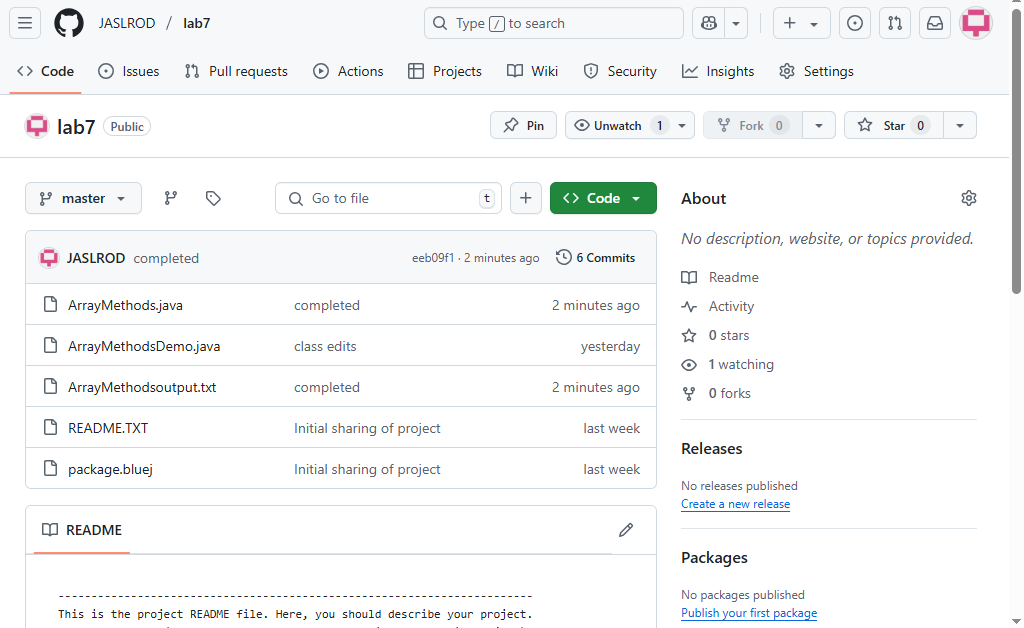 JASLROD / lab7 Type / to search
Code Issues Pull requests Actions Projects Wiki Security Insights Settings
lab7 Public Pin Unwatch 1 Fork 0 Star 0
master Go to file t Code
JASLROD completed eeb09f1 · 2 minutes ago 6 Commits
ArrayMethods.java completed 2 minutes ago
ArrayMethodsDemo.java class edits yesterday
ArrayMethodsoutput.txt completed 2 minutes ago
README.TXT Initial sharing of project last week
package.bluej Initial sharing of project last week
README
------------------------------------------------------------------------
This is the project README file. Here, you should describe your project.
About
No description, website, or topics provided.
Readme
Activity
0 stars
1 watching
0 forks
Releases
No releases published
Create a new release
Packages
No packages published
Publish your first package